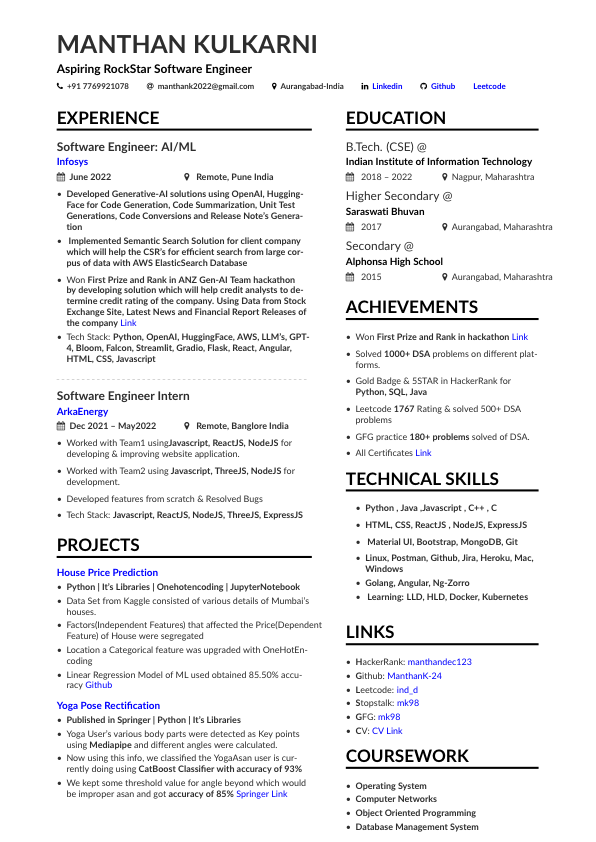 MANTHAN KULKARNI
Aspiring RockStar Software Engineer
+91 7769921078 manthank2022@gmail.com Aurangabad-India Linkedin Github Leetcode
EXPERIENCE
Software Engineer: AI/ML
Infosys
June 2022 Remote, Pune India
• Developed Generative-AI solutions using OpenAI, Hugging-
Face for Code Generation, Code Summarization, Unit Test
Generations, Code Conversions and Release Note's Genera-
tion
• Implemented Semantic Search Solution for client company
which will help the CSR's for efficient search from large cor-
pus of data with AWS ElasticSearch Database
• Won First Prize and Rank in ANZ Gen-AI Team hackathon
by developing solution which will help credit analysts to de-
termine credit rating of the company. Using Data from Stock
Exchange Site, Latest News and Financial Report Releases of
the company Link
• Tech Stack: Python, OpenAI, HuggingFace, AWS, LLM's, GPT-
4, Bloom, Falcon, Streamlit, Gradio, Flask, React, Angular,
HTML, CSS, Javascript
Software Engineer Intern
ArkaEnergy
Dec 2021 – May2022 Remote, Banglore India
• Worked with Team1 usingJavascript, ReactJS, NodeJS for
developing & improving website application.
• Worked with Team2 using Javascript, ThreeJS, NodeJS for
development.
• Developed features from scratch & Resolved Bugs
• Tech Stack: Javascript, ReactJS, NodeJS, ThreeJS, ExpressJS
PROJECTS
House Price Prediction
• Python | It's Libraries | Onehotencoding | JupyterNotebook
• Data Set from Kaggle consisted of various details of Mumbai's
houses.
• Factors(Independent Features) that affected the Price(Dependent
Feature) of House were segregated
• Location a Categorical feature was upgraded with OneHotEn-
coding
• Linear Regression Model of ML used obtained 85.50% accu-
racy Github
Yoga Pose Rectification
• Published in Springer | Python | It's Libraries
• Yoga User's various body parts were detected as Key points
using Mediapipe and different angles were calculated.
• Now using this info, we classified the YogaAsan user is cur-
rently doing using CatBoost Classifier with accuracy of 93%
• We kept some threshold value for angle beyond which would
be improper asan and got accuracy of 85% Springer Link
EDUCATION
B.Tech. (CSE) @
Indian Institute of Information Technology
2018 – 2022 Nagpur, Maharashtra
Higher Secondary @
Saraswati Bhuvan
2017 Aurangabad, Maharashtra
Secondary @
Alphonsa High School
2015 Aurangabad, Maharashtra
ACHIEVEMENTS
• Won First Prize and Rank in hackathon Link
• Solved 1000+ DSA problems on different plat-
forms.
• Gold Badge & 5STAR in HackerRank for
Python, SQL, Java
• Leetcode 1767 Rating & solved 500+ DSA
problems
• GFG practice 180+ problems solved of DSA.
• All Certificates Link
TECHNICAL SKILLS
• Python , Java ,Javascript , C++ , C
• HTML, CSS, ReactJS , NodeJS, ExpressJS
• Material UI, Bootstrap, MongoDB, Git
• Linux, Postman, Github, Jira, Heroku, Mac,
Windows
• Golang, Angular, Ng-Zorro
• Learning: LLD, HLD, Docker, Kubernetes
LINKS
• HackerRank: manthandec123
• Github: ManthanK-24
• Leetcode: ind_d
• Stopstalk: mk98
• GFG: mk98
• CV: CV Link
COURSEWORK
• Operating System
• Computer Networks
• Object Oriented Programming
• Database Management System